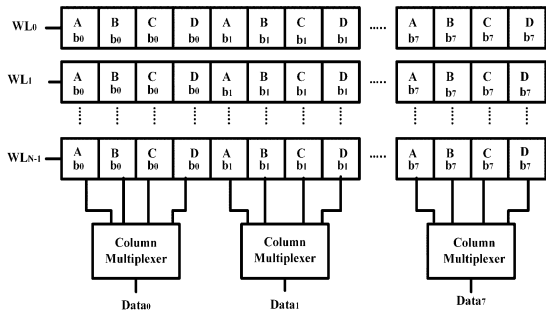 A B C D A B C D ..... A B C D
WL0 b0 b0 b0 b0 b1 b1 b1 b1 b7 b7 b7 b7
A B C D A B C D A B C D
WL1 b0 b0 b0 b0 b1 b1 b1 b1 b7 b7 b7 b7
A B C D A B C D ..... A B C D
WLN-1 b0 b0 b0 b0 b1 b1 b1 b1 b7 b7 b7 b7
Column Column Column
Multiplexer Multiplexer Multiplexer
Data0 Data1 Data7